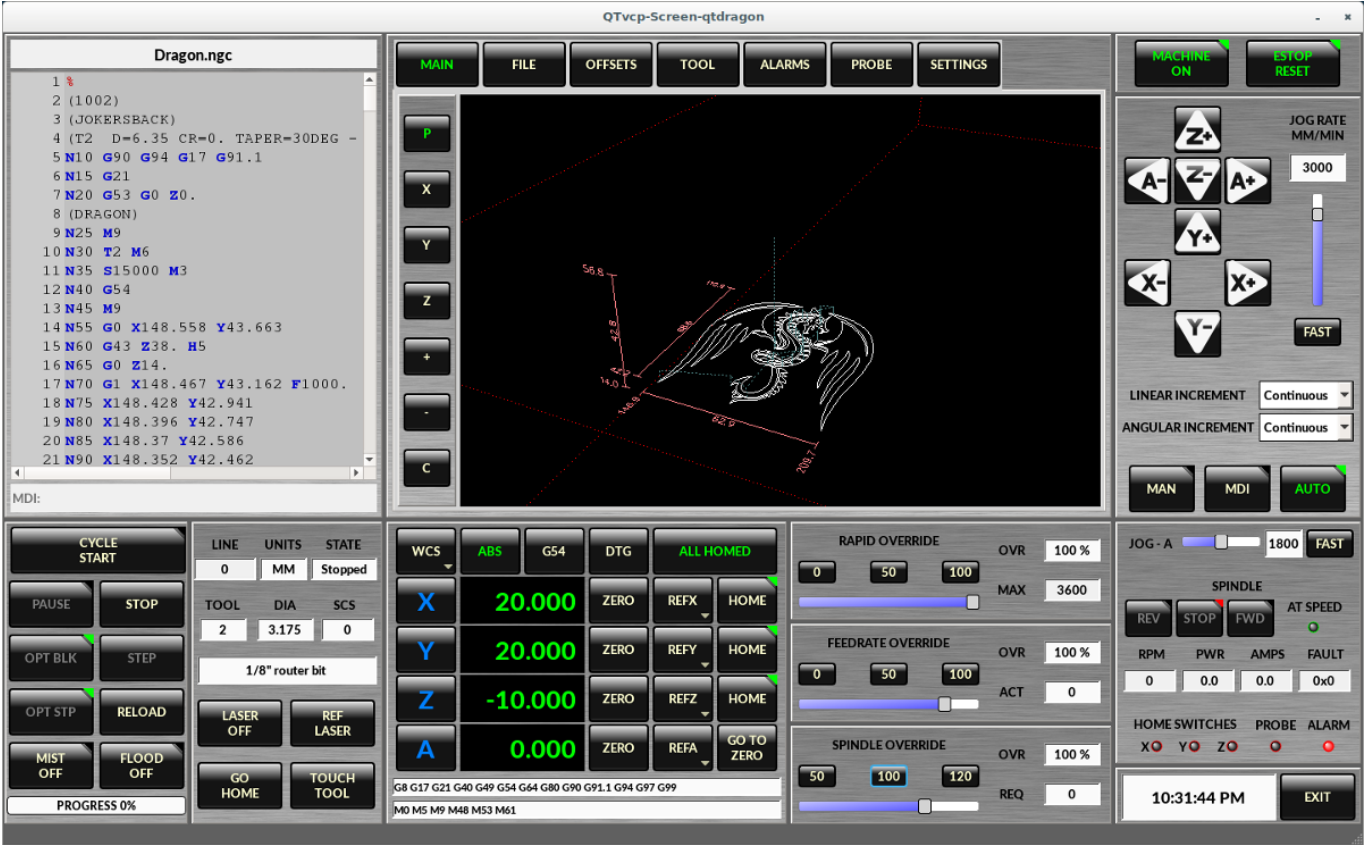 QTvcp-Screen-qtdragon
Dragon.ngc
1 %
2 (1002)
3 (JOKERSBACK)
4 (T2 D=6.35 CR=0. TAPER=30DEG -
5 N10 G90 G94 G17 G91.1
6 N15 G21
7 N20 G53 G0 Z0.
8 (DRAGON)
9 N25 M9
10 N30 T2 M6
11 N35 S15000 M3
12 N40 G54
13 N45 M9
14 N55 G0 X148.558 Y43.663
15 N60 G43 Z38. H5
16 N65 G0 Z14.
17 N70 G1 X148.467 Y43.162 F1000.
18 N75 X148.428 Y42.941
19 N80 X148.396 Y42.747
20 N85 X148.37 Y42.586
21 N90 X148.352 Y42.462
MDI:
MAIN FILE OFFSETS TOOL ALARMS PROBE SETTINGS
P
X
Y
Z
+
-
C
56.8
42.8
14.0
62.9
209.7
MACHINE ON
ESTOP RESET
Z+
JOG RATE
MM/MIN
A- Z- A+
3000
Y+
X- X+
Y-
FAST
LINEAR INCREMENT Continuous
ANGULAR INCREMENT Continuous
MAN MDI AUTO
CYCLE START
PAUSE STOP
OPT BLK STEP
OPT STP RELOAD
MIST OFF FLOOD OFF
PROGRESS 0%
LINE UNITS STATE
0 MM Stopped
TOOL DIA SCS
2 3.175 0
1/8" router bit
LASER OFF REF LASER
GO HOME TOUCH TOOL
WCS ABS G54 DTG ALL HOMED
X 20.000 ZERO REFX HOME
Y 20.000 ZERO REFY HOME
Z -10.000 ZERO REFZ HOME
A 0.000 ZERO REFA GO TO ZERO
G8 G17 G21 G40 G49 G54 G64 G80 G90 G91.1 G94 G97 G99
M0 M5 M9 M48 M53 M61
RAPID OVERRIDE OVR 100 %
0 50 100
MAX 3600
FEEDRATE OVERRIDE OVR 100 %
0 50 100
ACT 0
SPINDLE OVERRIDE OVR 100 %
50 100 120
REQ 0
JOG - A 1800 FAST
SPINDLE
REV STOP FWD AT SPEED
RPM PWR AMPS FAULT
0 0.0 0.0 0x0
HOME SWITCHES PROBE ALARM
X Y Z
10:31:44 PM EXIT